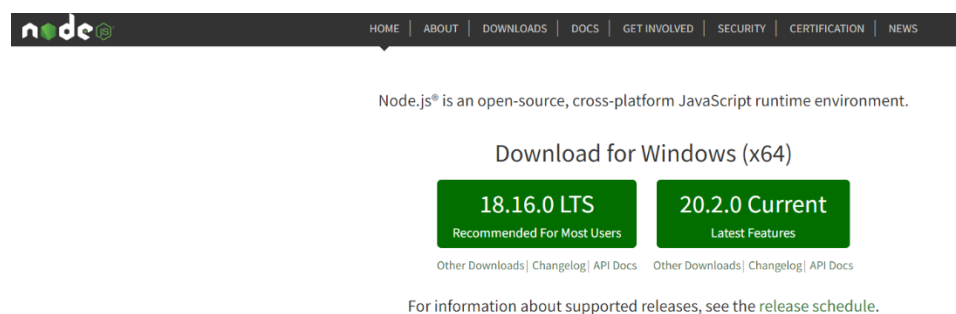 node js
HOME | ABOUT | DOWNLOADS | DOCS | GET INVOLVED | SECURITY | CERTIFICATION | NEWS
Node.js® is an open-source, cross-platform JavaScript runtime environment.
Download for Windows (x64)
18.16.0 LTS
Recommended For Most Users
20.2.0 Current
Latest Features
Other Downloads | Changelog | API Docs
Other Downloads | Changelog | API Docs
For information about supported releases, see the release schedule.